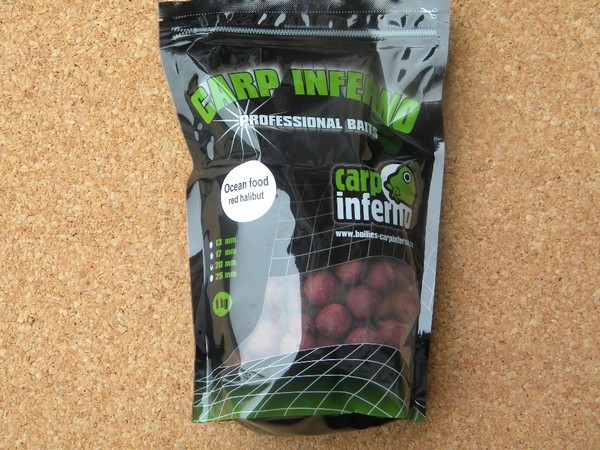 CARP INFERNO
PROFESSIONAL BAITS
Ocean food
red halibut
carp
inferno
www.boilies-carpinferno.cz
13 mm
17 mm
20 mm
25 mm
1 kg